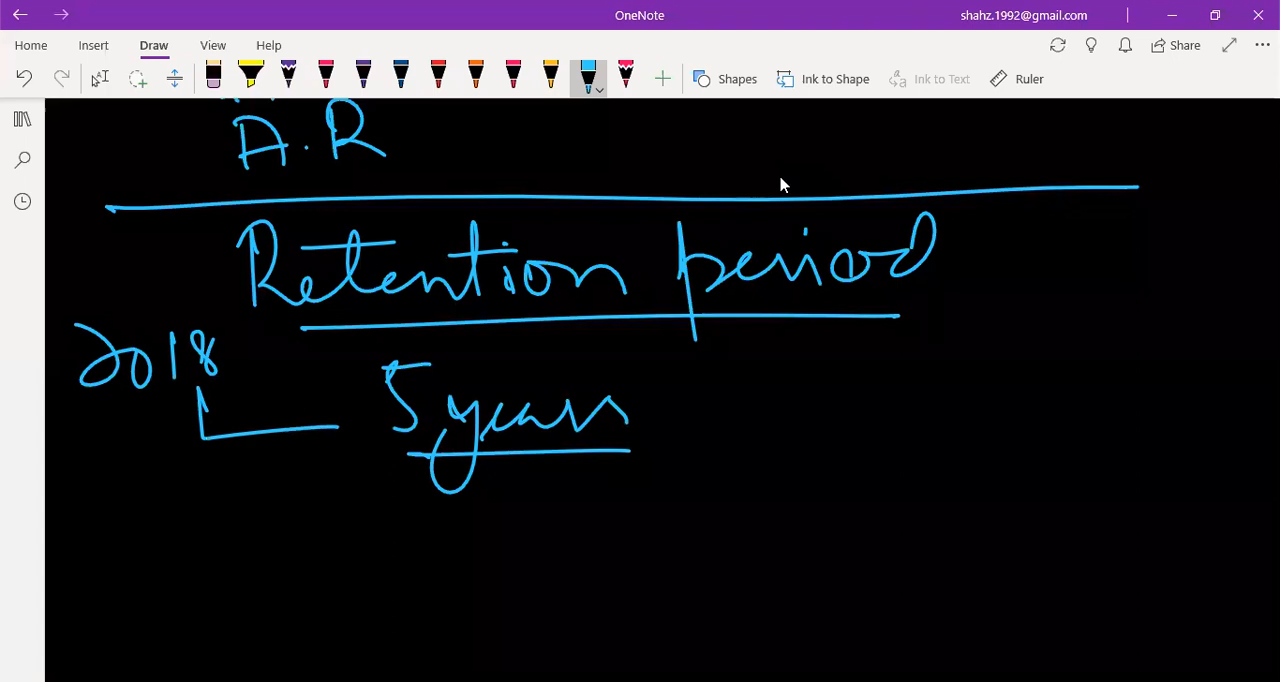 OneNote
shahz.1992@gmail.com
Home Insert Draw View Help
Share
Shapes Ink to Shape Ink to Text Ruler
A.R
Retention period
2018
5 years